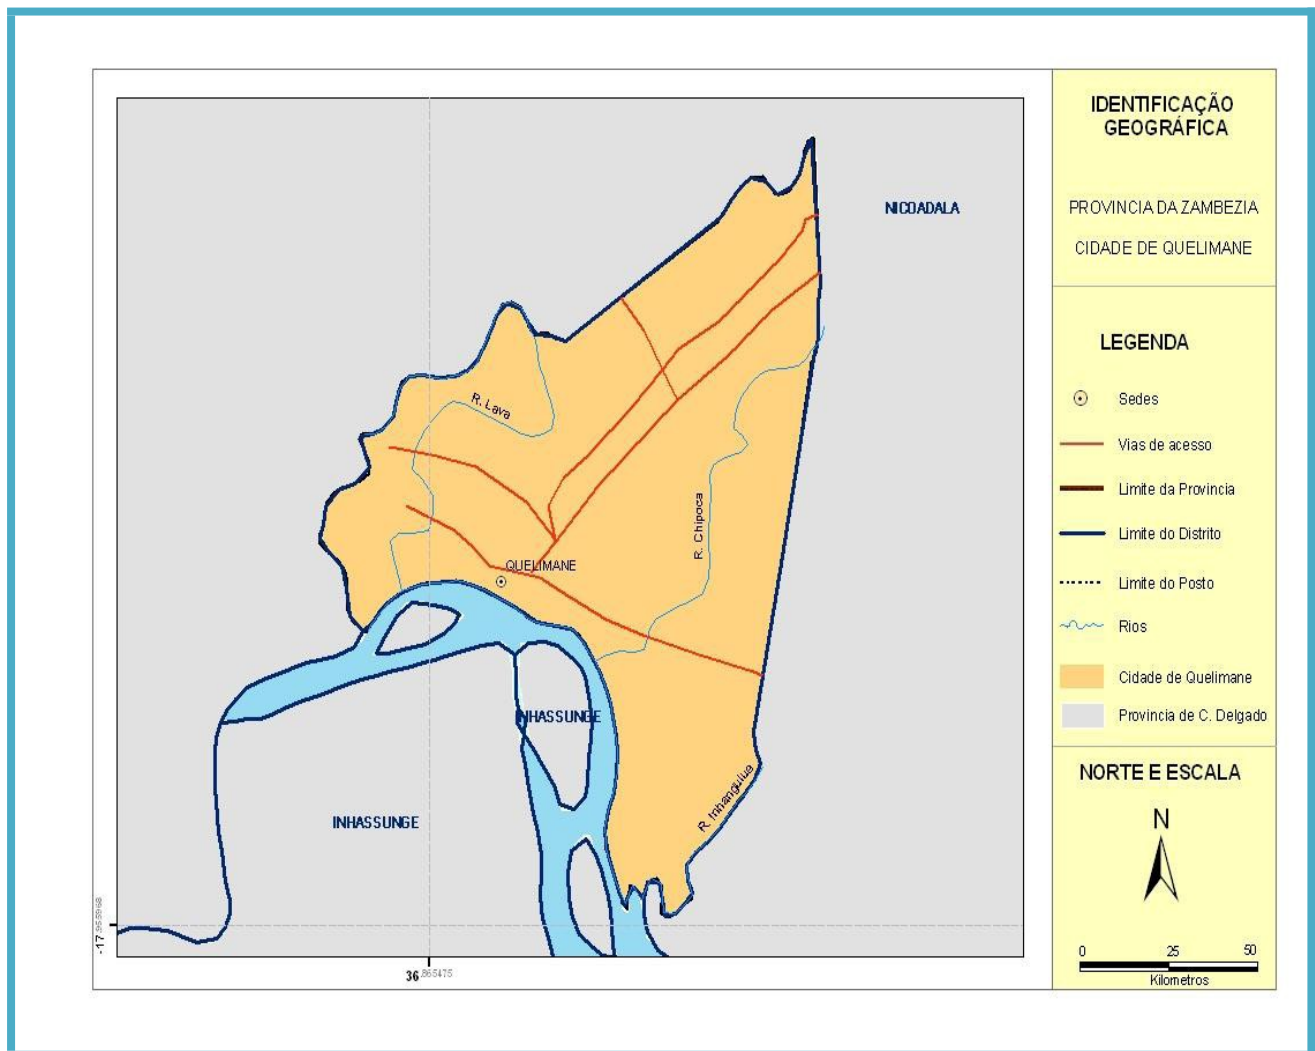 IDENTIFICAÇÃO
GEOGRÁFICA
PROVINCIA DA ZAMBEZIA
CIDADE DE QUELIMANE
LEGENDA
Sedes
Vias de acesso
Limite da Provincia
Limite do Distrito
Limite do Posto
Rios
Cidade de Quelimane
Provincia de C. Delgado
NORTE E ESCALA
N
0 25 50
Kilometros
NICOADALA
R. Lava
R. Chipoca
QUELIMANE
INHASSUNGE
INHASSUNGE
R. Inhangulue
-17.955968
36.865475